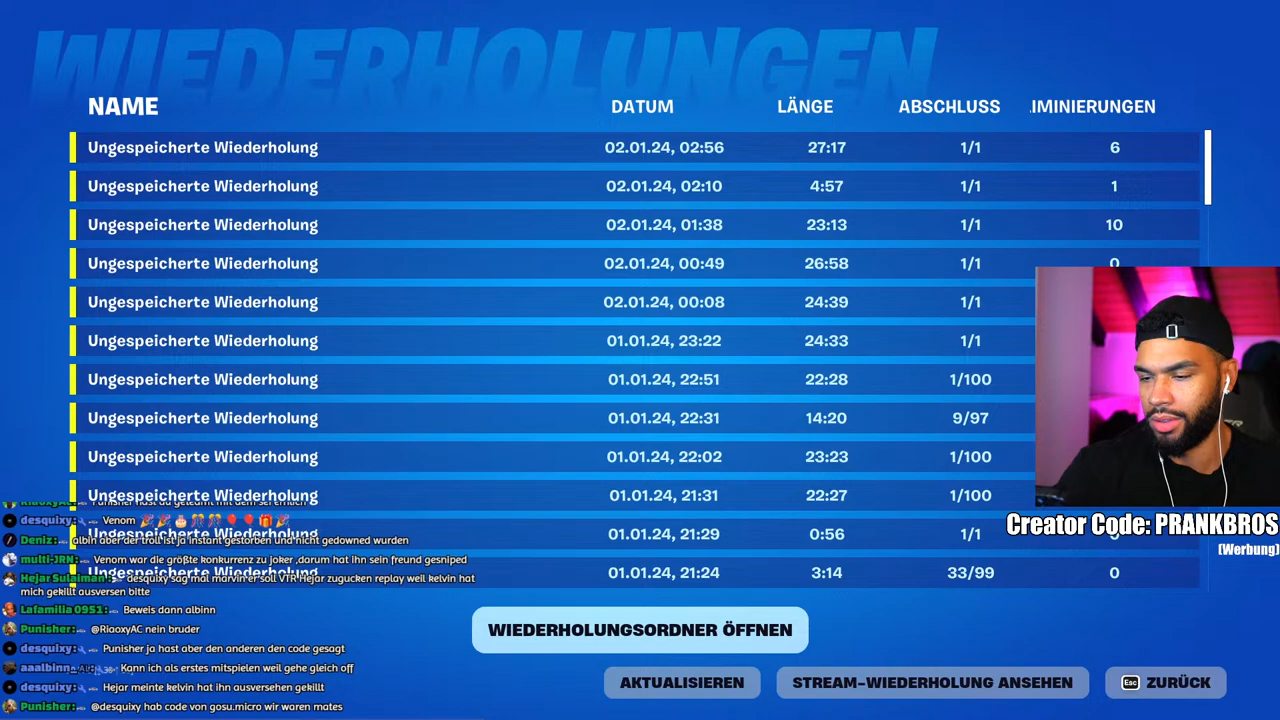 WIEDERHOLUNGEN
NAME DATUM LÄNGE ABSCHLUSS IMINIERUNGEN
Ungespeicherte Wiederholung 02.01.24, 02:56 27:17 1/1 6
Ungespeicherte Wiederholung 02.01.24, 02:10 4:57 1/1 1
Ungespeicherte Wiederholung 02.01.24, 01:38 23:13 1/1 10
Ungespeicherte Wiederholung 02.01.24, 00:49 26:58 1/1 0
Ungespeicherte Wiederholung 02.01.24, 00:08 24:39 1/1
Ungespeicherte Wiederholung 01.01.24, 23:22 24:33 1/1
Ungespeicherte Wiederholung 01.01.24, 22:51 22:28 1/100
Ungespeicherte Wiederholung 01.01.24, 22:31 14:20 9/97
Ungespeicherte Wiederholung 01.01.24, 22:02 23:23 1/100
Ungespeicherte Wiederholung 01.01.24, 21:31 22:27 1/100
Ungespeicherte Wiederholung 01.01.24, 21:29 0:56 1/1
Ungespeicherte Wiederholung 01.01.24, 21:24 3:14 33/99 0
desquixy: Venom
Deniz: albin aber der troll ist ja instant gestorben und nicht gedowned wurden
multi-JRN: Venom war die größte konkurrenz zu joker ,darum hat ihn sein freund gesniped
Hejar Sulaiman: desquixy sag mal marvin er soll VTR Hejar zugucken replay weil kelvin hat
mich gekillt ausversen bitte
Lafamilia 0951: Beweis dann albinn
Punisher: @RiaoxyAC nein bruder
desquixy: Punisher ja hast aber den anderen den code gesagt
aaalbinn Kann ich als erstes mitspielen weil gehe gleich off
desquixy: Hejar meinte kelvin hat ihn ausversehen gekillt
Punisher: @desquixy hab code von gosu.micro wir waren mates
Creator Code: PRANKBROS
(Werbung)
WIEDERHOLUNGSORDNER ÖFFNEN
AKTUALISIEREN STREAM-WIEDERHOLUNG ANSEHEN Esc ZURÜCK